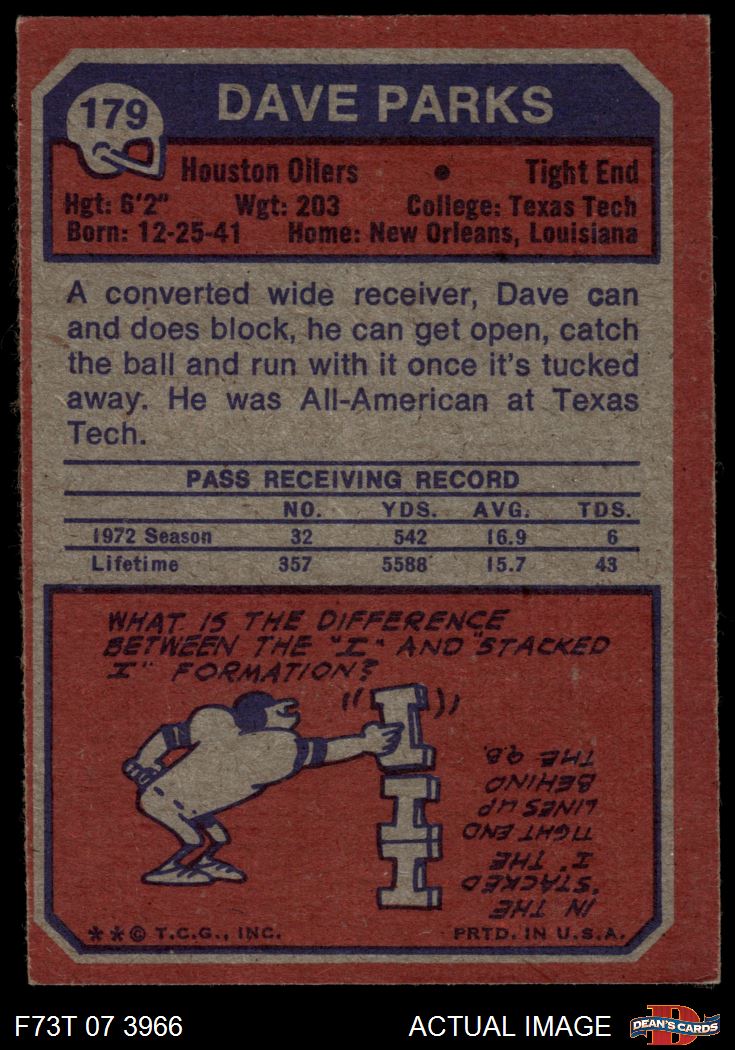 179
DAVE PARKS
Houston Oilers • Tight End
Hgt: 6'2" Wgt: 203 College: Texas Tech
Born: 12-25-41 Home: New Orleans, Louisiana
A converted wide receiver, Dave can
and does block, he can get open, catch
the ball and run with it once it's tucked
away. He was All-American at Texas
Tech.
PASS RECEIVING RECORD
NO. YDS. AVG. TDS.
1972 Season 32 542 16.9 6
Lifetime 357 5588 15.7 43
WHAT IS THE DIFFERENCE
BETWEEN THE "I" AND "STACKED
I" FORMATION?
I
I
I
IN THE
"STACKED
I" THE
TIGHT END
LINES UP
BEHIND
THE Q.B.
**© T.C.G., INC. PRTD. IN U.S.A.
F73T 07 3966 ACTUAL IMAGE
D
DEAN'S CARDS